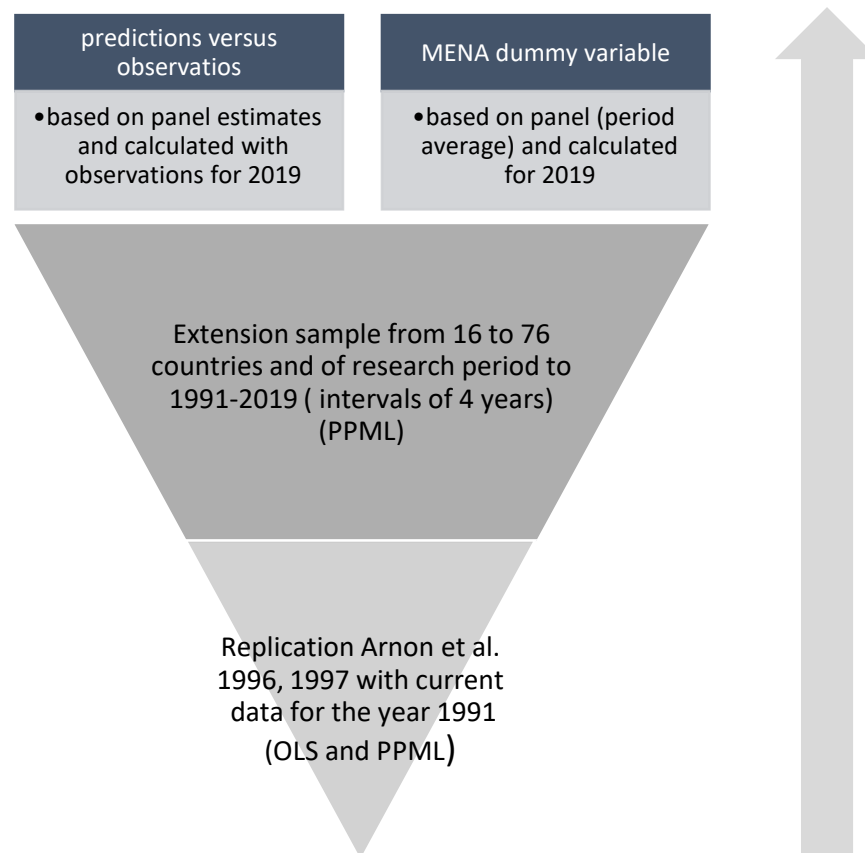 predictions versus
observatios
MENA dummy variable
•based on panel estimates
and calculated with
observations for 2019
•based on panel (period
average) and calculated
for 2019
Extension sample from 16 to 76
countries and of research period to
1991-2019 ( intervals of 4 years)
(PPML)
Replication Arnon et al.
1996, 1997 with current
data for the year 1991
(OLS and PPML)